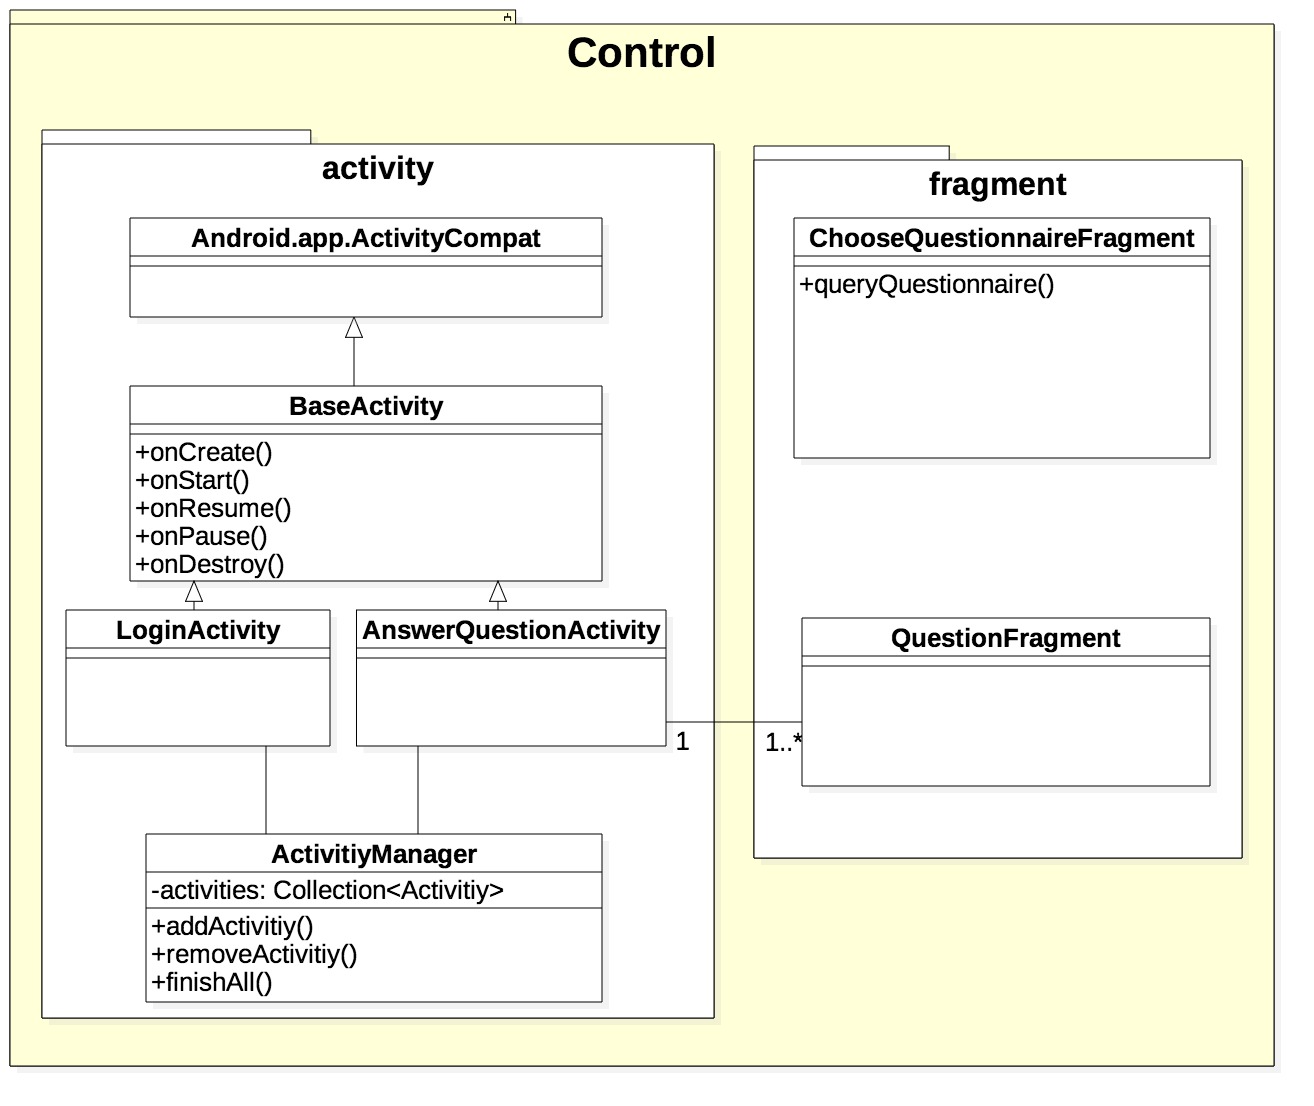 Control
activity
Android.app.ActivityCompat
BaseActivity
+onCreate()
+onStart()
+onResume()
+onPause()
+onDestroy()
LoginActivity
AnswerQuestionActivity
1
1..*
ActivitiyManager
-activities: Collection<Activitiy>
+addActivitiy()
+removeActivitiy()
+finishAll()
fragment
ChooseQuestionnaireFragment
+queryQuestionnaire()
QuestionFragment